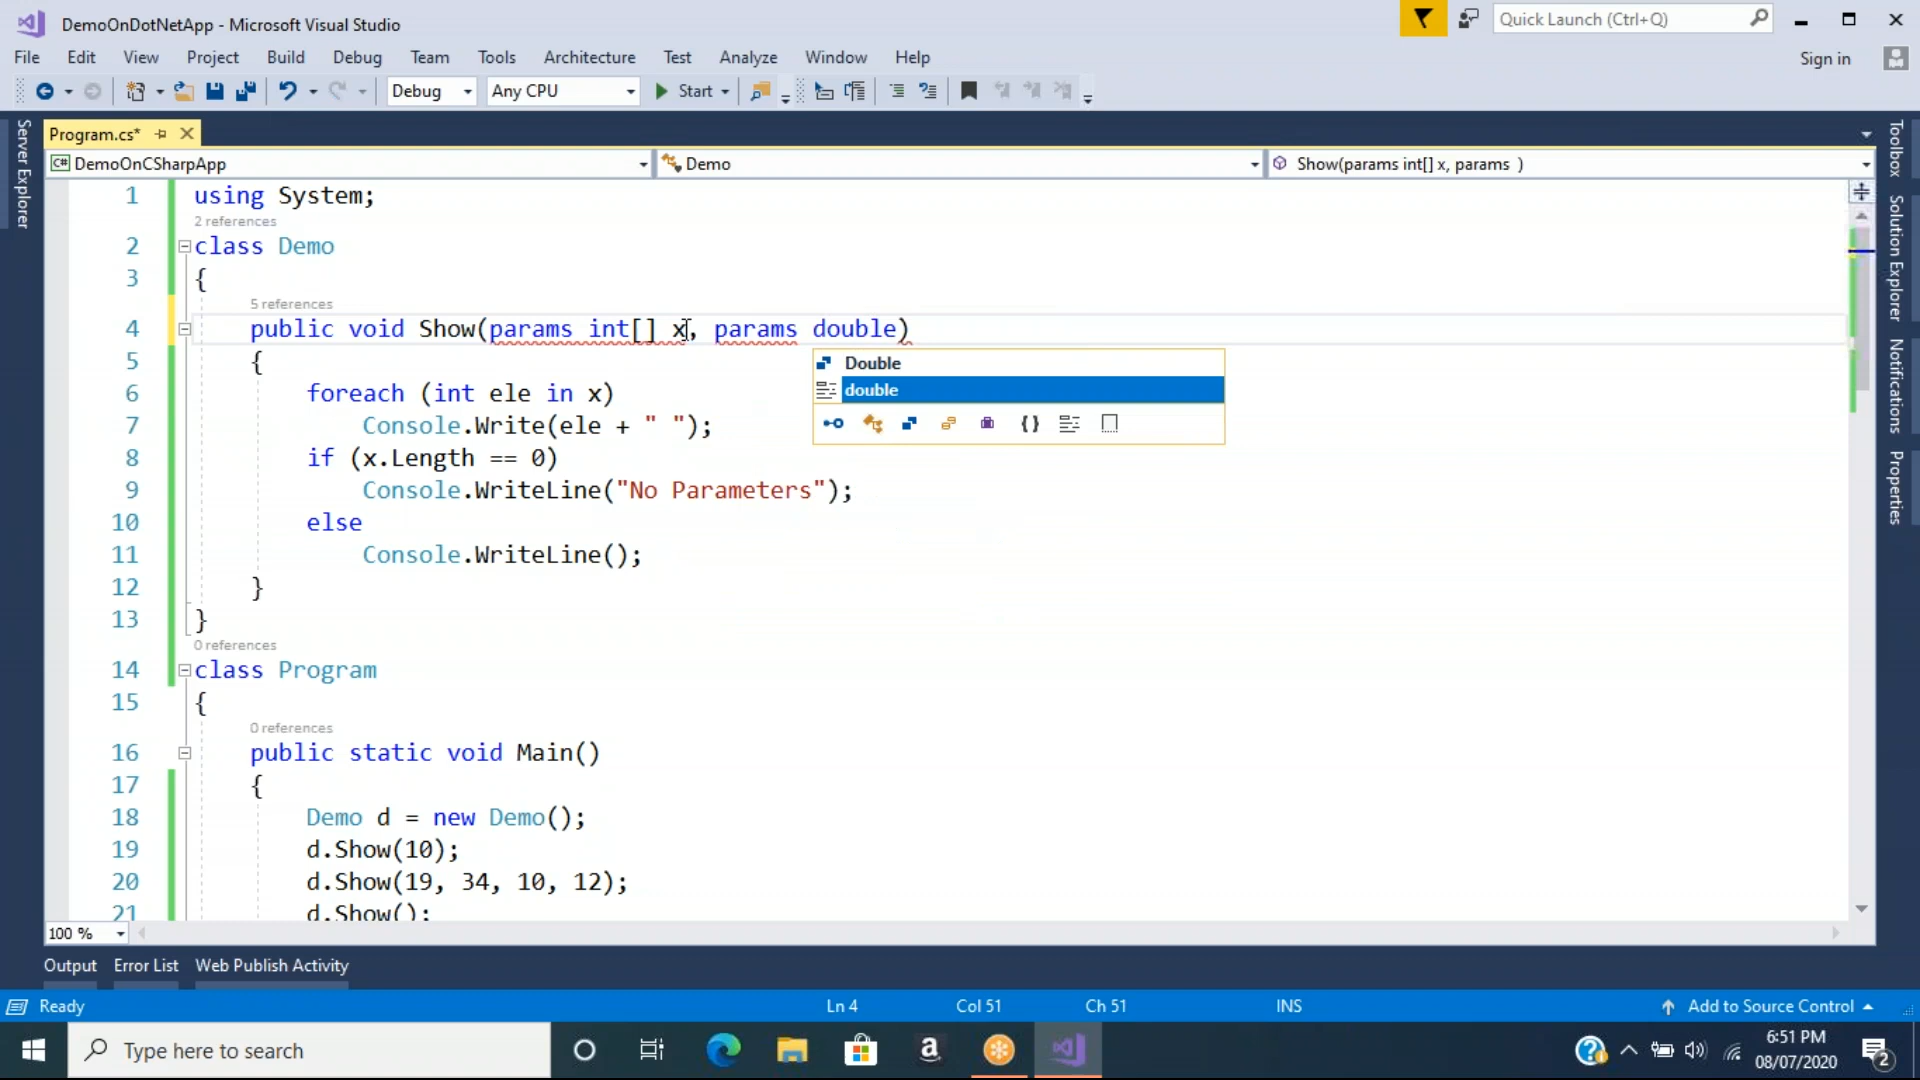 DemoOnDotNetApp - Microsoft Visual Studio
Quick Launch (Ctrl+Q)
File Edit View Project Build Debug Team Tools Architecture Test Analyze Window Help
Sign in
Debug Any CPU Start
Program.cs*
C# DemoOnCSharpApp Demo Show(params int[] x, params )
Server Explorer
Toolbox
Solution Explorer
Notifications
Properties
1 using System;
2 references
2 class Demo
3 {
5 references
4 public void Show(params int[] x, params double)
Double
double
5 {
6 foreach (int ele in x)
7 Console.Write(ele + " ");
8 if (x.Length == 0)
9 Console.WriteLine("No Parameters");
10 else
11 Console.WriteLine();
12 }
13 }
0 references
14 class Program
15 {
0 references
16 public static void Main()
17 {
18 Demo d = new Demo();
19 d.Show(10);
20 d.Show(19, 34, 10, 12);
21 d.Show();
100 %
Output Error List Web Publish Activity
Ready Ln 4 Col 51 Ch 51 INS Add to Source Control
Type here to search
6:51 PM
08/07/2020
2